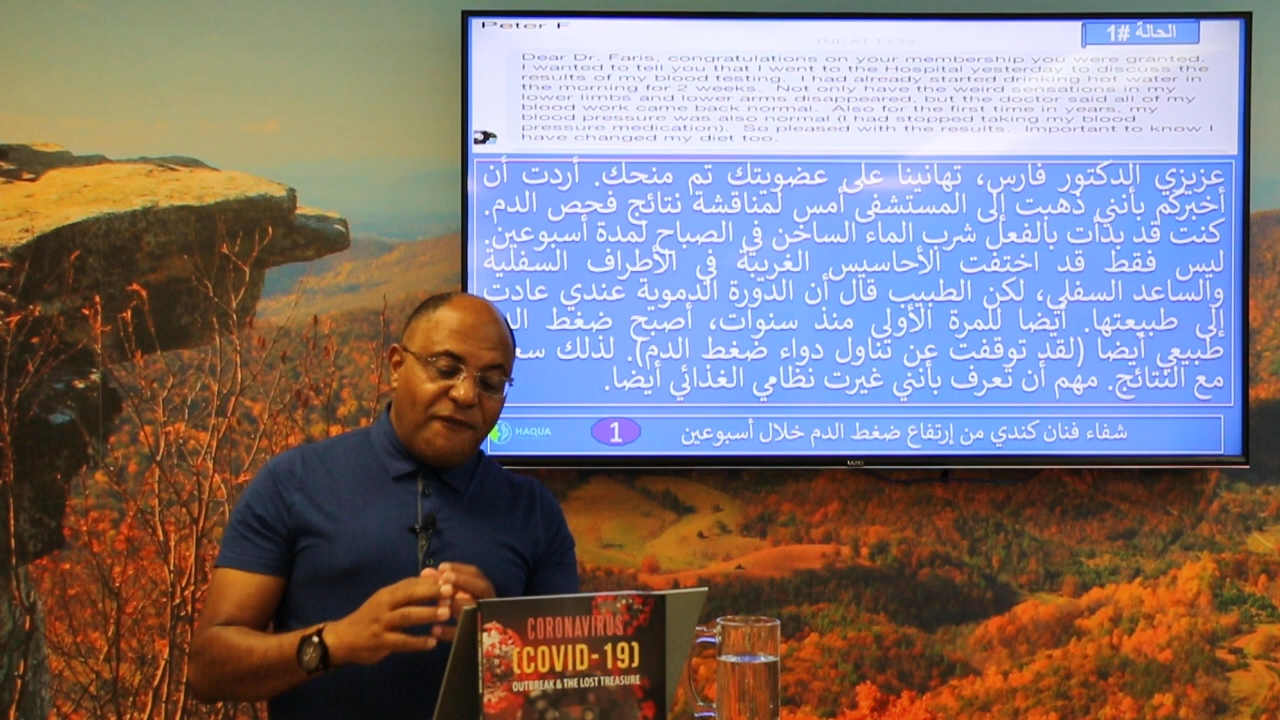 Peter F
الحالة #1
TUE AT 13:35
Dear Dr. Faris, congratulations on your membership you were granted.
I wanted to tell you that I went to the Hospital yesterday to discuss the
results of my blood testing. I had already started drinking hot water in
the morning for 2 weeks. Not only have the weird sensations in my
lower limbs and lower arms disappeared, but the doctor said all of my
blood work came back normal. Also for the first time in years, my
blood pressure was also normal (I had stopped taking my blood
pressure medication). So pleased with the results. Important to know I
have changed my diet too.
عزيزي الدكتور فارس، تهانينا على عضويتك تم منحك. أردت أن
أخبركم بأنني ذهبت إلى المستشفى أمس لمناقشة نتائج فحص الدم.
كنت قد بدأت بالفعل شرب الماء الساخن في الصباح لمدة أسبوعين.
ليس فقط قد اختفت الأحاسيس الغريبة في الأطراف السفلية
والساعد السفلي، لكن الطبيب قال أن الدورة الدموية عندي عادت
إلى طبيعتها. أيضا للمرة الأولى منذ سنوات، أصبح ضغط
طبيعي أيضا (لقد توقفت عن تناول دواء ضغط الدم). لذلك
مع النتائج. مهم أن تعرف بأنني غيرت نظامي الغذائي أيضا.
HAQUA
1
شفاء فنان كندي من إرتفاع ضغط الدم خلال أسبوعين
CORONAVIRUS
(COVID-19)
OUTBREAK & THE LOST TREASURE